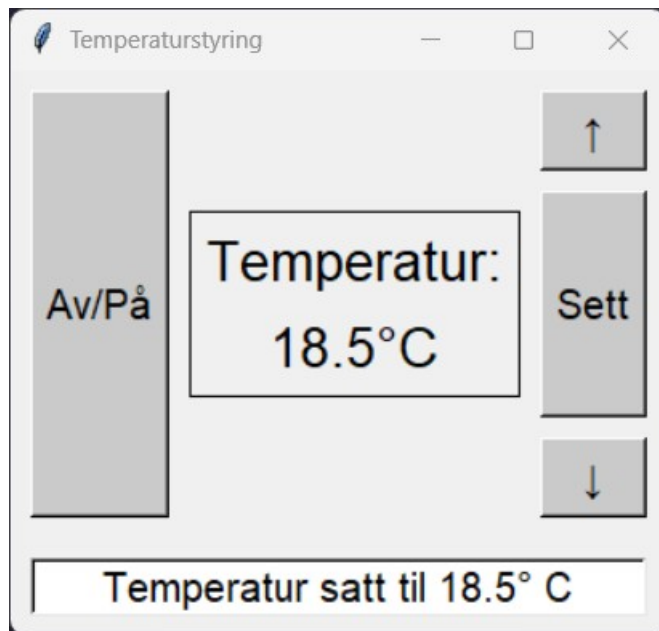 Temperaturstyring
↑
Av/På
Temperatur:
18.5°C
Sett
↓
Temperatur satt til 18.5° C